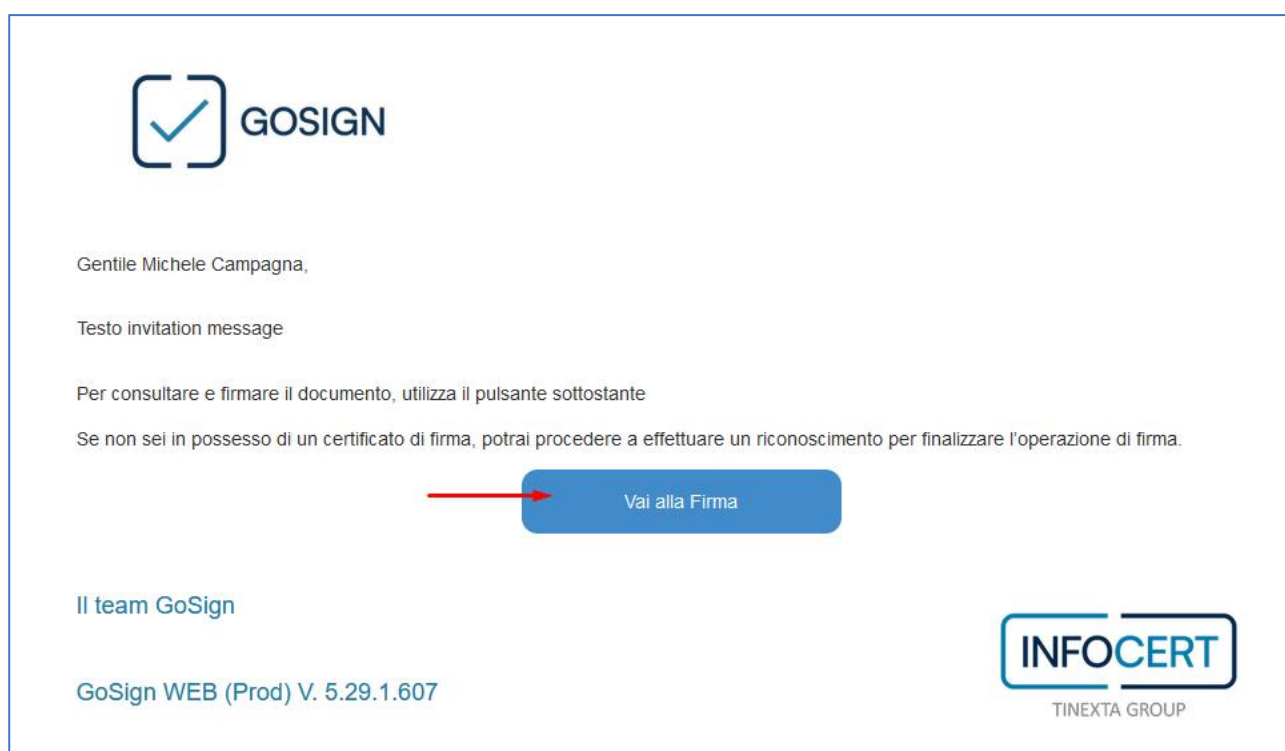 GOSIGN
Gentile Michele Campagna,
Testo invitation message
Per consultare e firmare il documento, utilizza il pulsante sottostante
Se non sei in possesso di un certificato di firma, potrai procedere a effettuare un riconoscimento per finalizzare l'operazione di firma.
Vai alla Firma
Il team GoSign
GoSign WEB (Prod) V. 5.29.1.607
INFOCERT
TINEXTA GROUP